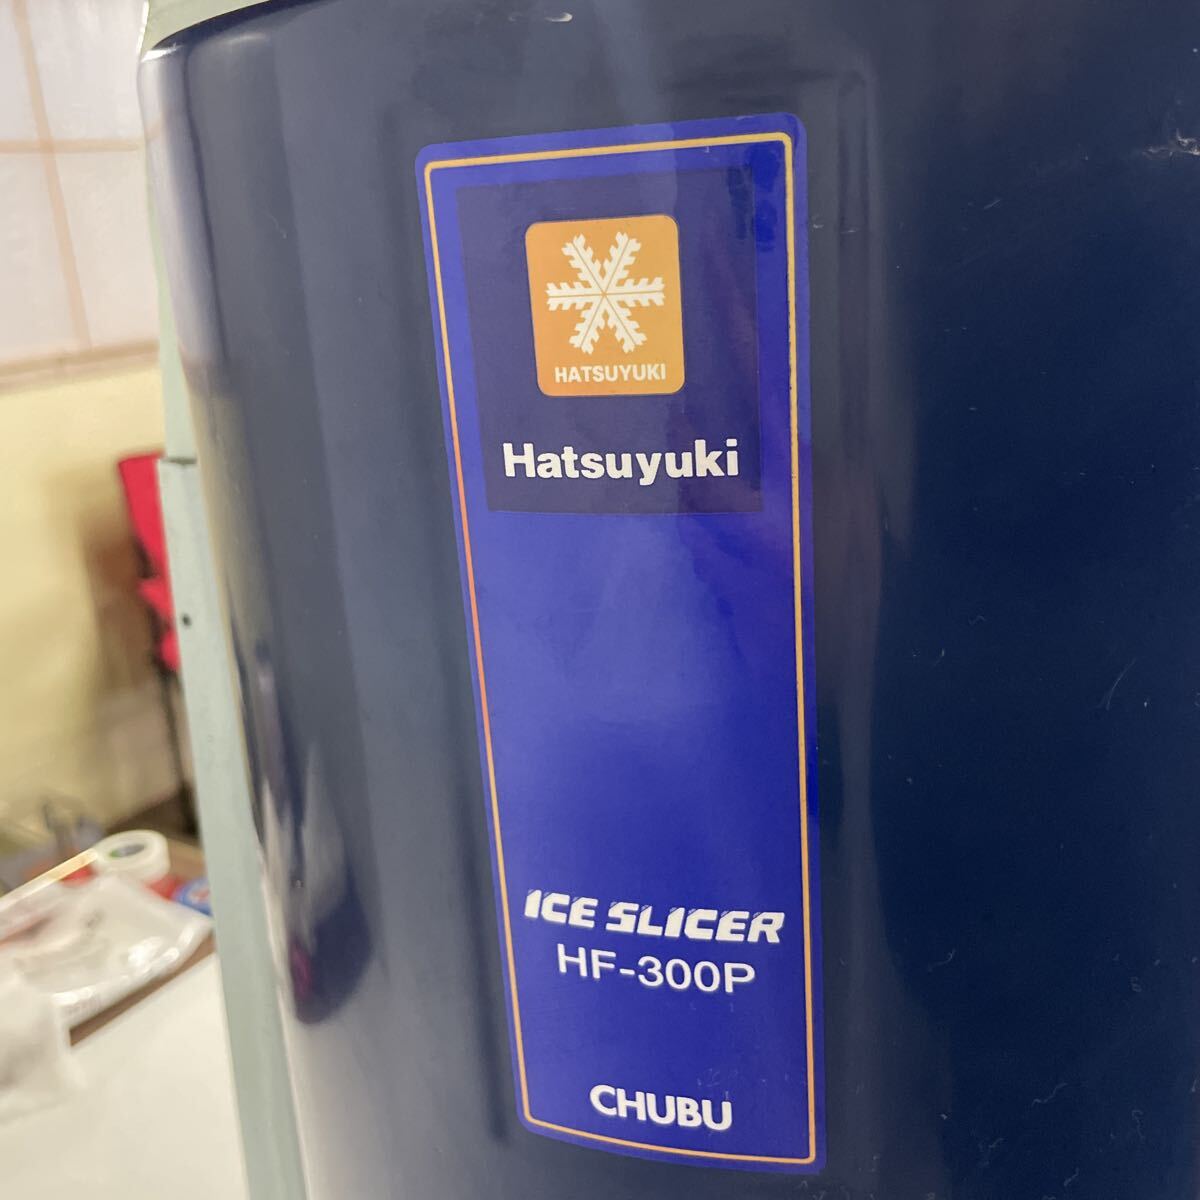 HATSUYUKI
Hatsuyuki
ICE SLICER
HF-300P
CHUBU